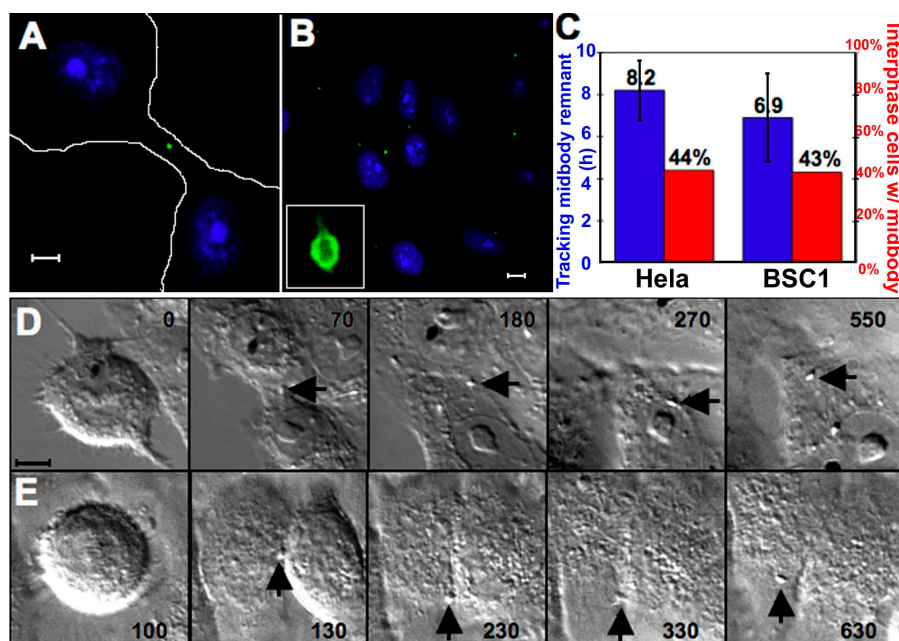 A
B
C
10
8
6
4
2
0
Tracking midbody remnant
(h)
8.2
44%
6.9
43%
Hela
BSC1
100%
80%
60%
40%
20%
0%
Interphase cells w/ midbody
D
0
70
180
270
550
E
100
130
230
330
630